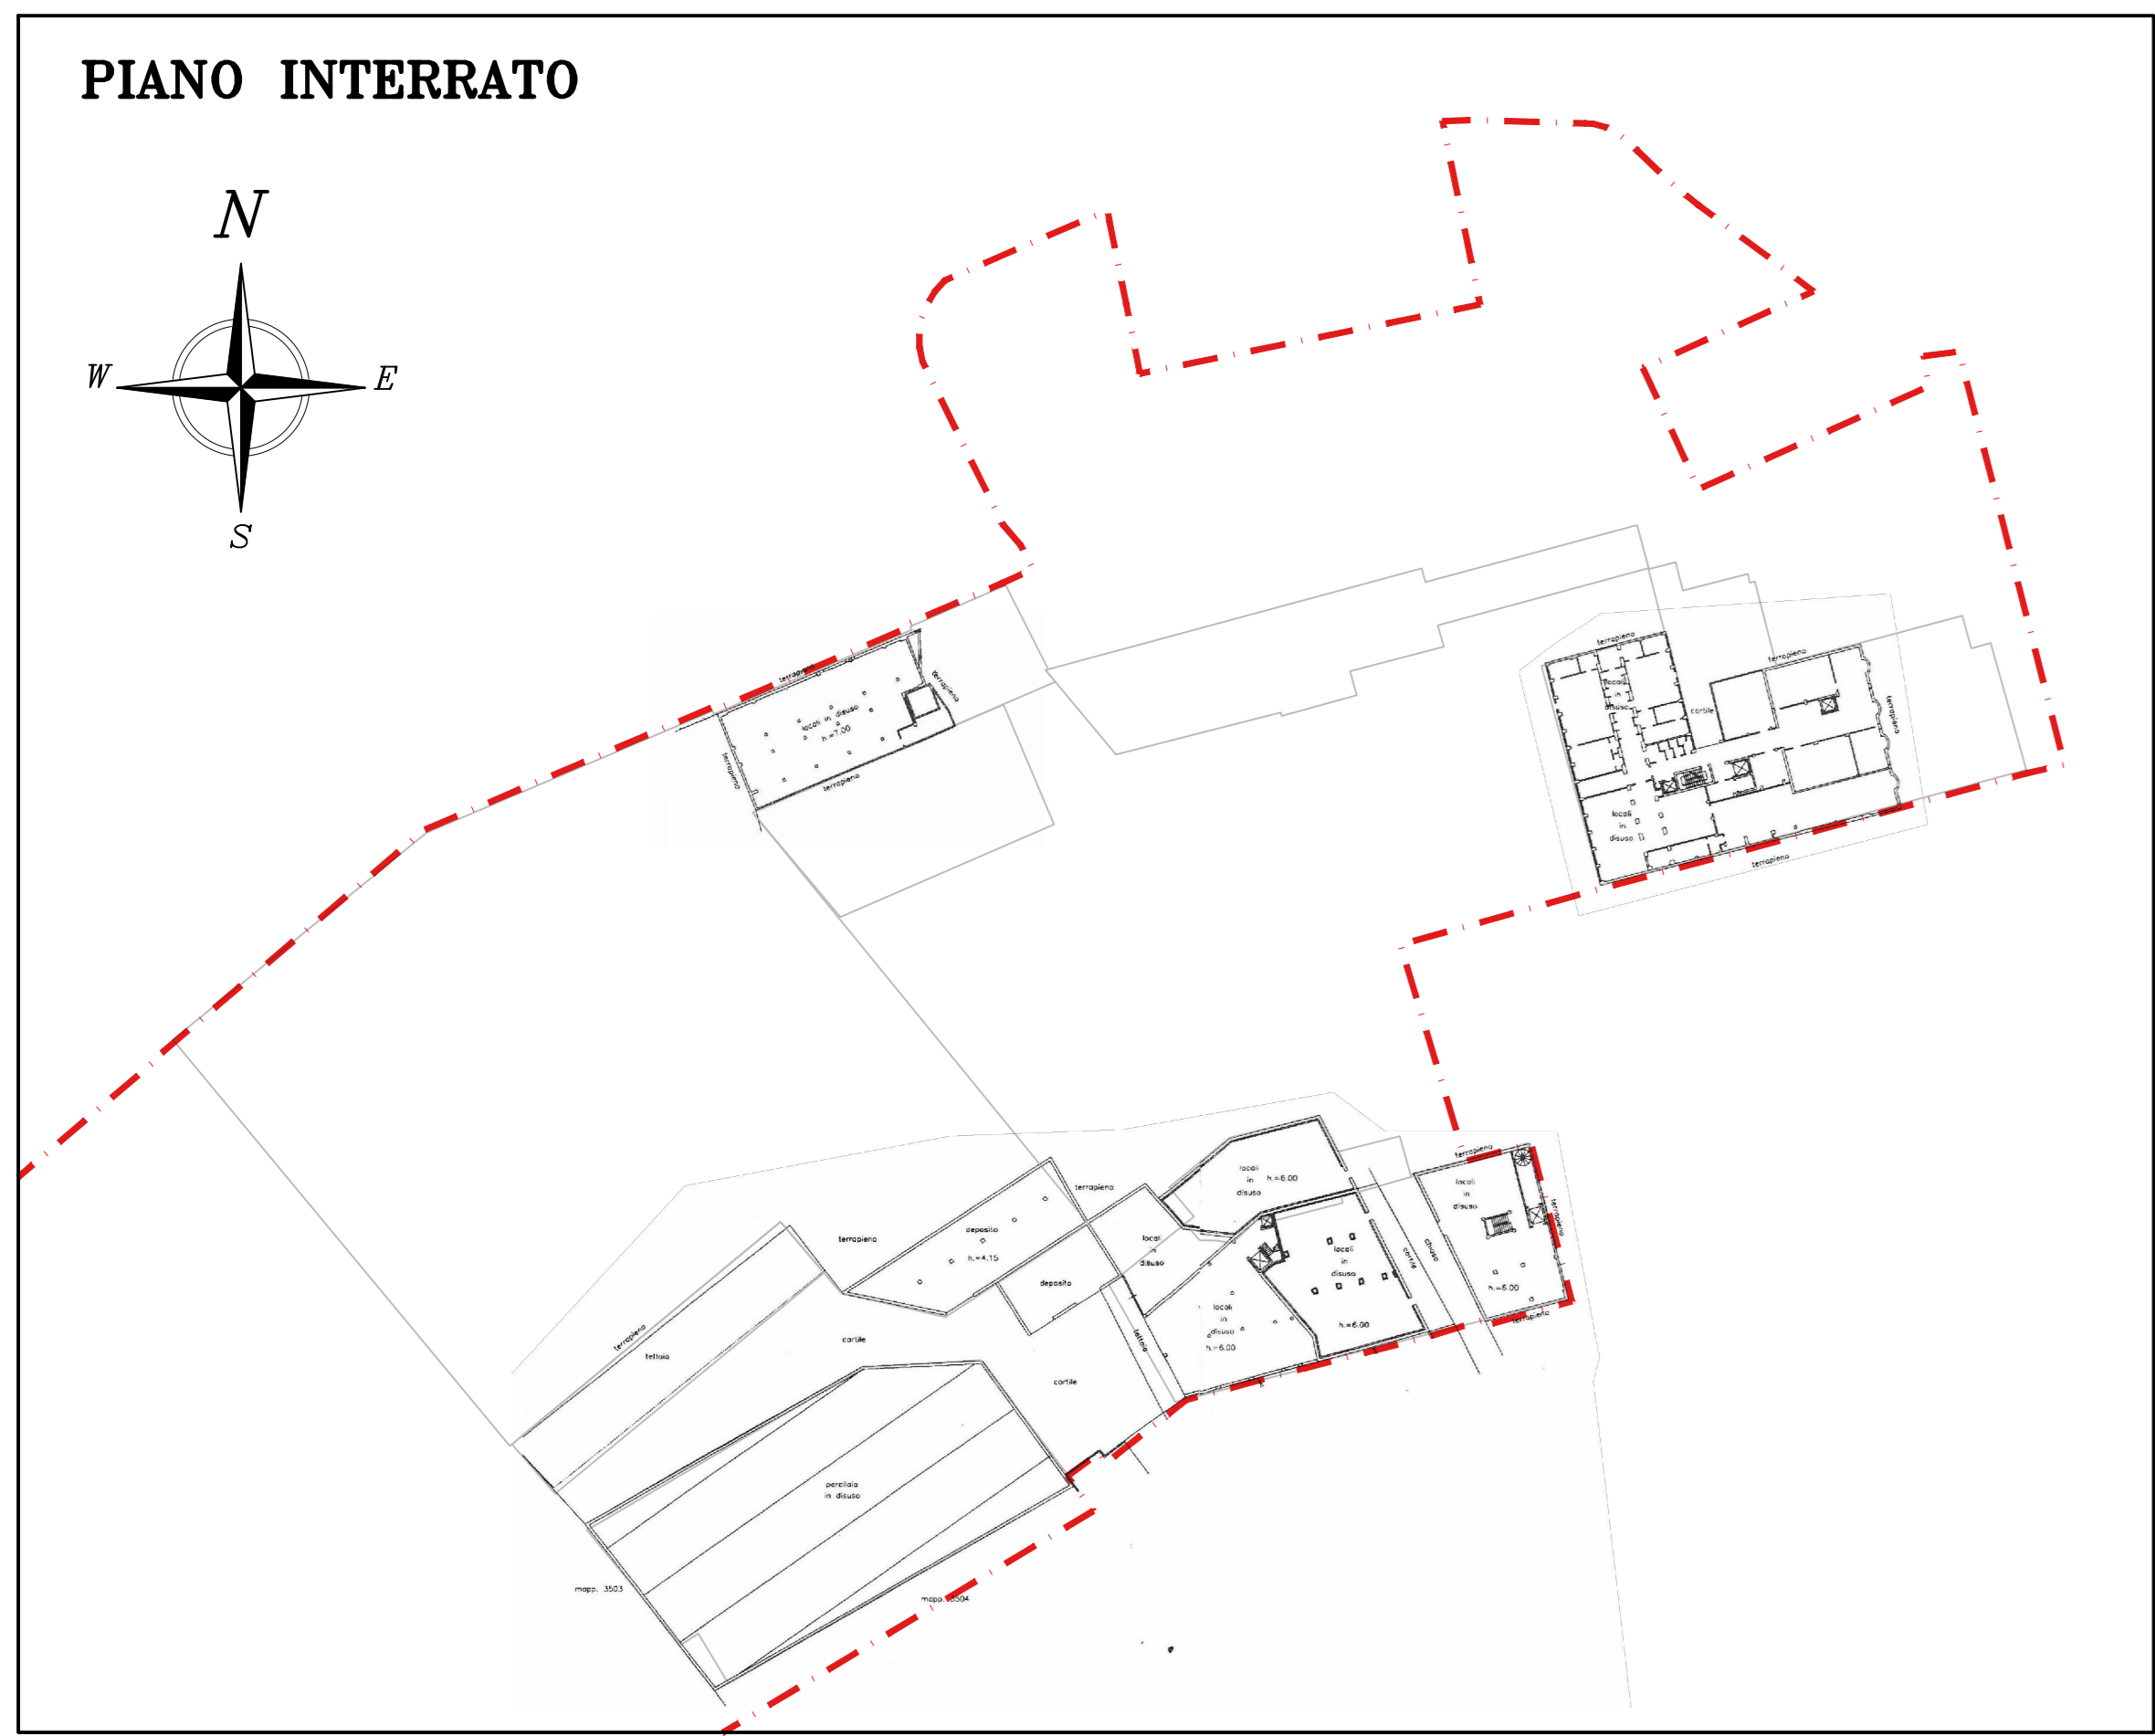 PIANO INTERRATO
N
W
E
S
terrapieno
locali in disuso
h.=7.00
terrapieno
terrapieno
terrapieno
terrapieno
locali
in
disuso
cortile
terrapieno
terrapieno
locali
in
disuso
terrapieno
terrapieno
locali
in
disuso
h.=6.00
terrapieno
locali
in
disuso
terrapieno
h.=6.00
terrapieno
cortile
chiuso
locali
in
disuso
h.=6.00
locali
in
disuso
locali
in
disuso
h.=6.00
deposito
h.=4.15
deposito
terrapieno
tettoia
terrapieno
tettoia
cortile
cortile
porcilaia
in disuso
mapp. 3503
mapp. 3504